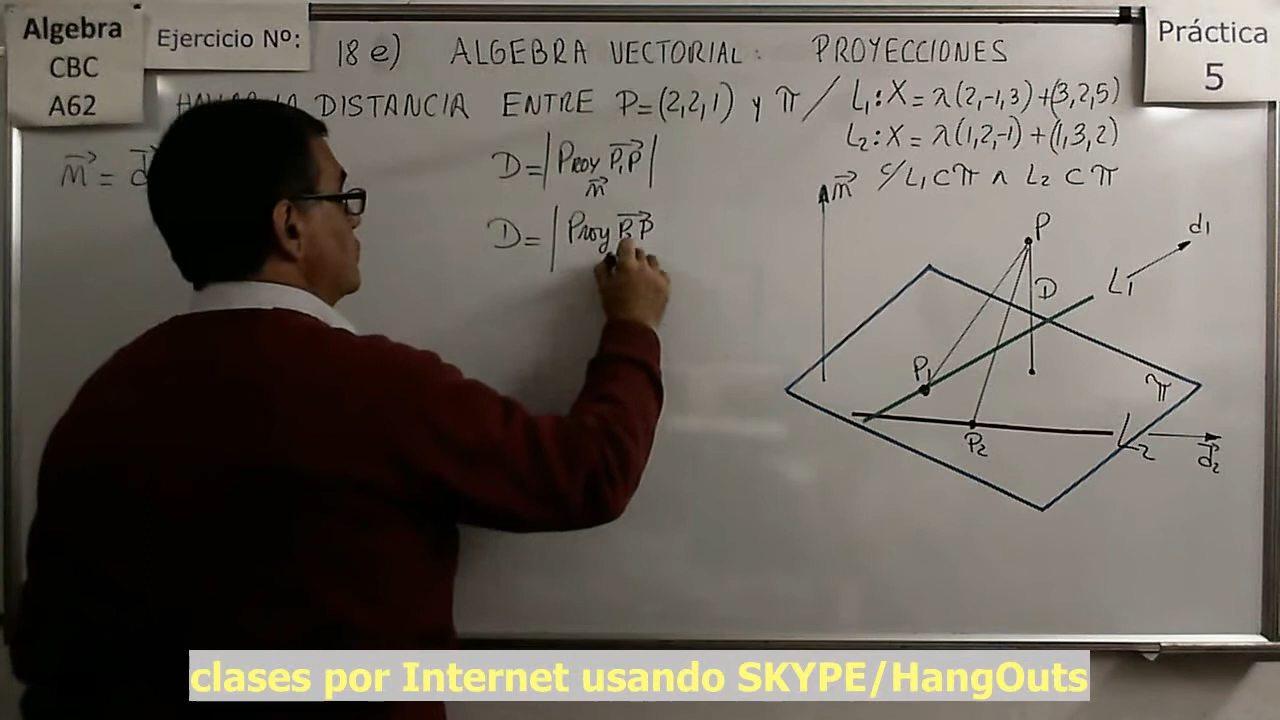 Algebra
CBC
A62
Ejercicio Nº:
Práctica
5
18 e) ALGEBRA VECTORIAL: PROYECCIONES
DISTANCIA ENTRE P=(2,2,1) y π / L₁: X = λ(2,-1,3)+(3,2,5)
L₂: X = λ(1,2,-1)+(1,3,2)
c/ L₁ ⊂ π ∧ L₂ ⊂ π
m⃗ = d⃗
D = | Proy P₁P⃗ |
m⃗
D = | Proy P₂P⃗
m⃗
P
d₁
D
L₁
P₁
π
L₂
P₂
d⃗₂
clases por Internet usando SKYPE/HangOuts